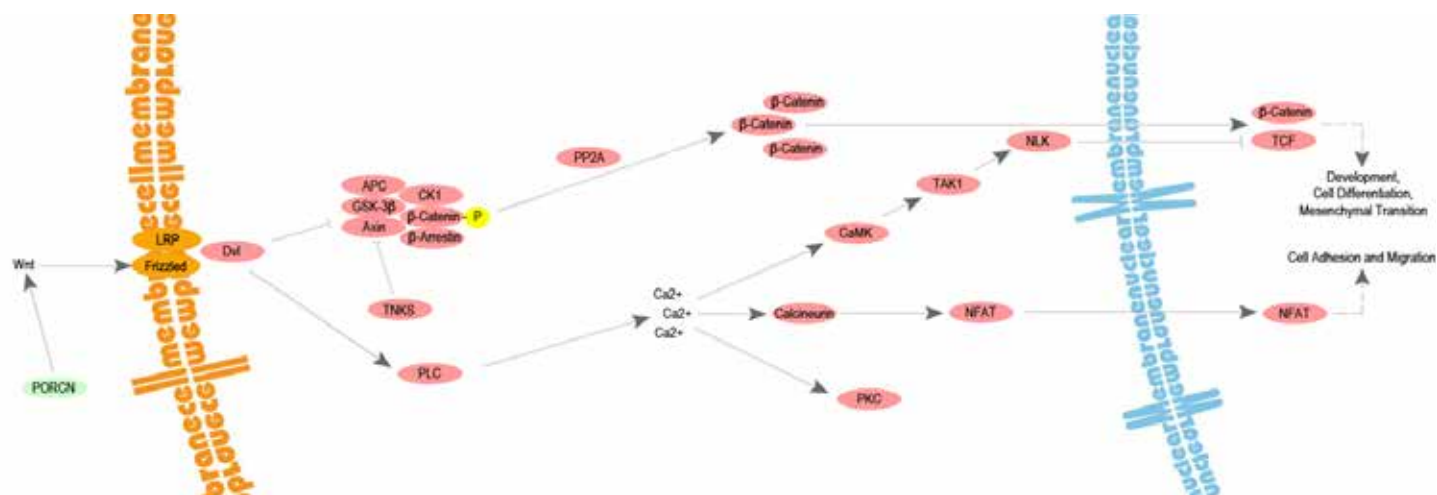 β-Catenin
β-Catenin
β-Catenin
β-Catenin
TCF
NLK
PP2A
TAK1
APC
CK1
GSK-3β
β-Catenin
P
Axin
β-Arrestin
Development,
Cell Differentiation,
Meschymal Transition
LRP
Dvl
CaMK
Wnt
Frizzled
Cell Adhesion and Migration
Ca2+
Ca2+
Ca2+
TNKS
Calcineurin
NFAT
NFAT
PLC
PORCN
PKC